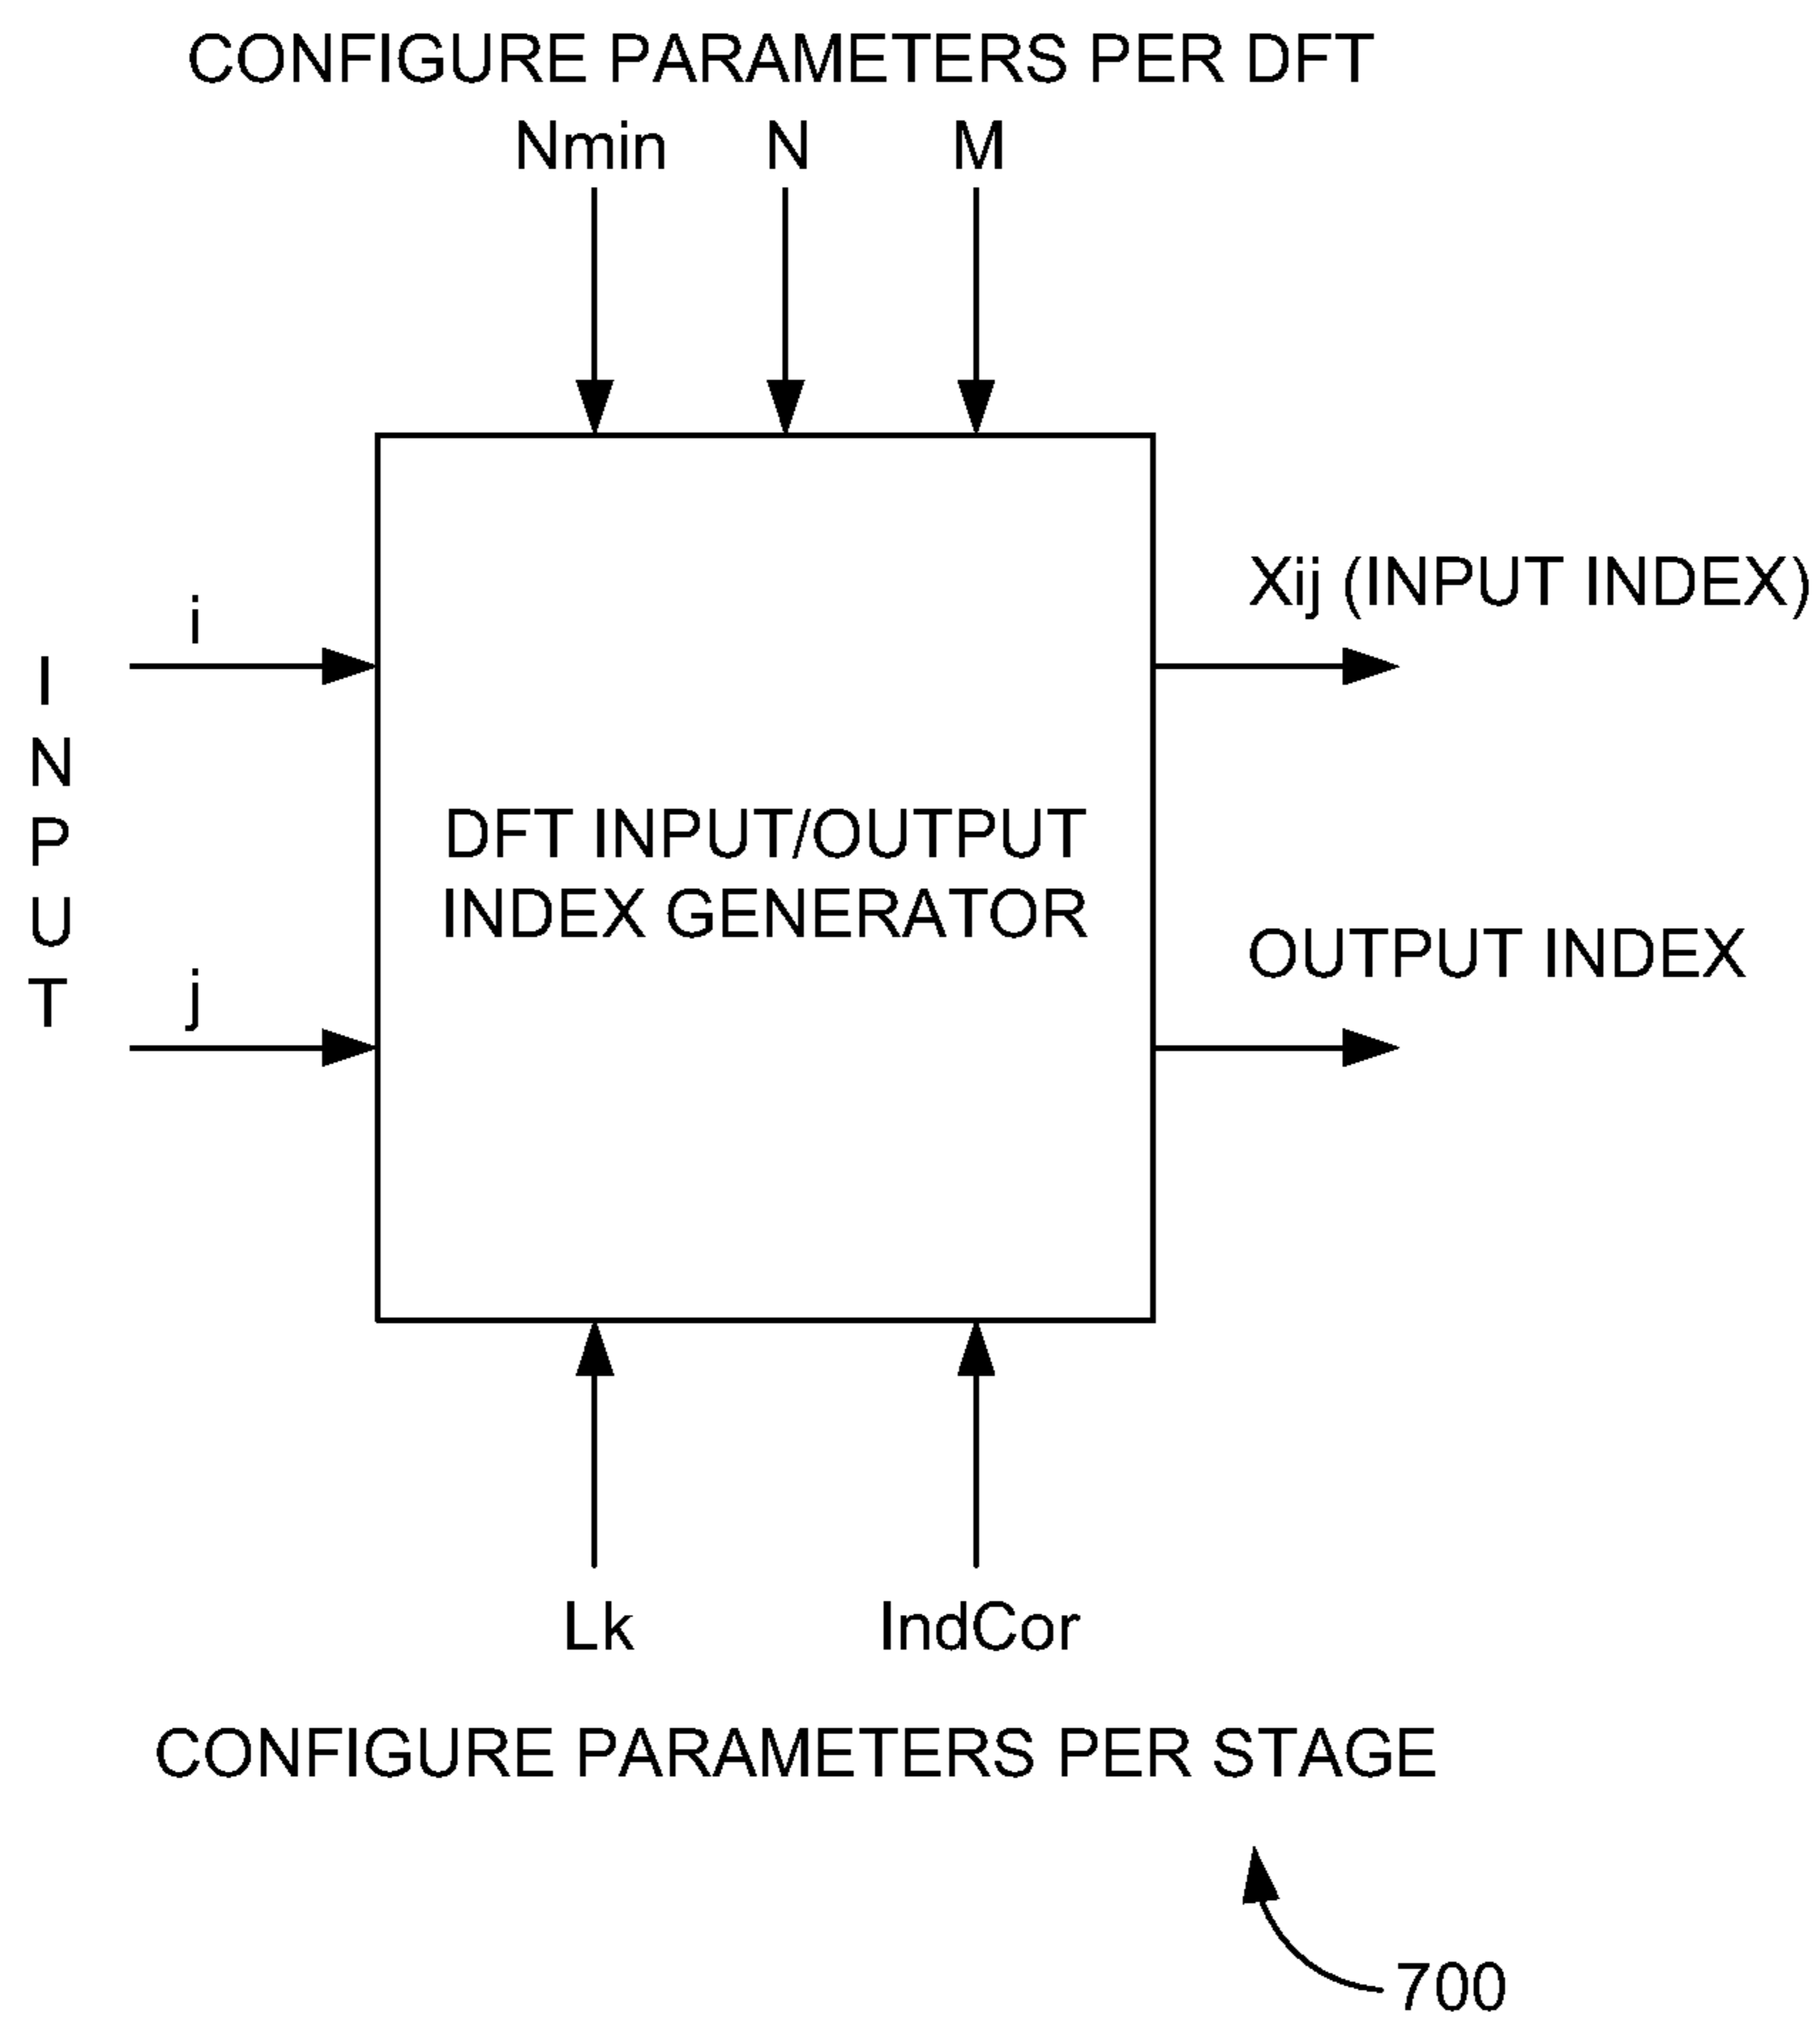 CONFIGURE PARAMETERS PER DFT
Nmin N M
Xij (INPUT INDEX)
i
INPUT
DFT INPUT/OUTPUT
INDEX GENERATOR
OUTPUT INDEX
j
Lk IndCor
CONFIGURE PARAMETERS PER STAGE
700